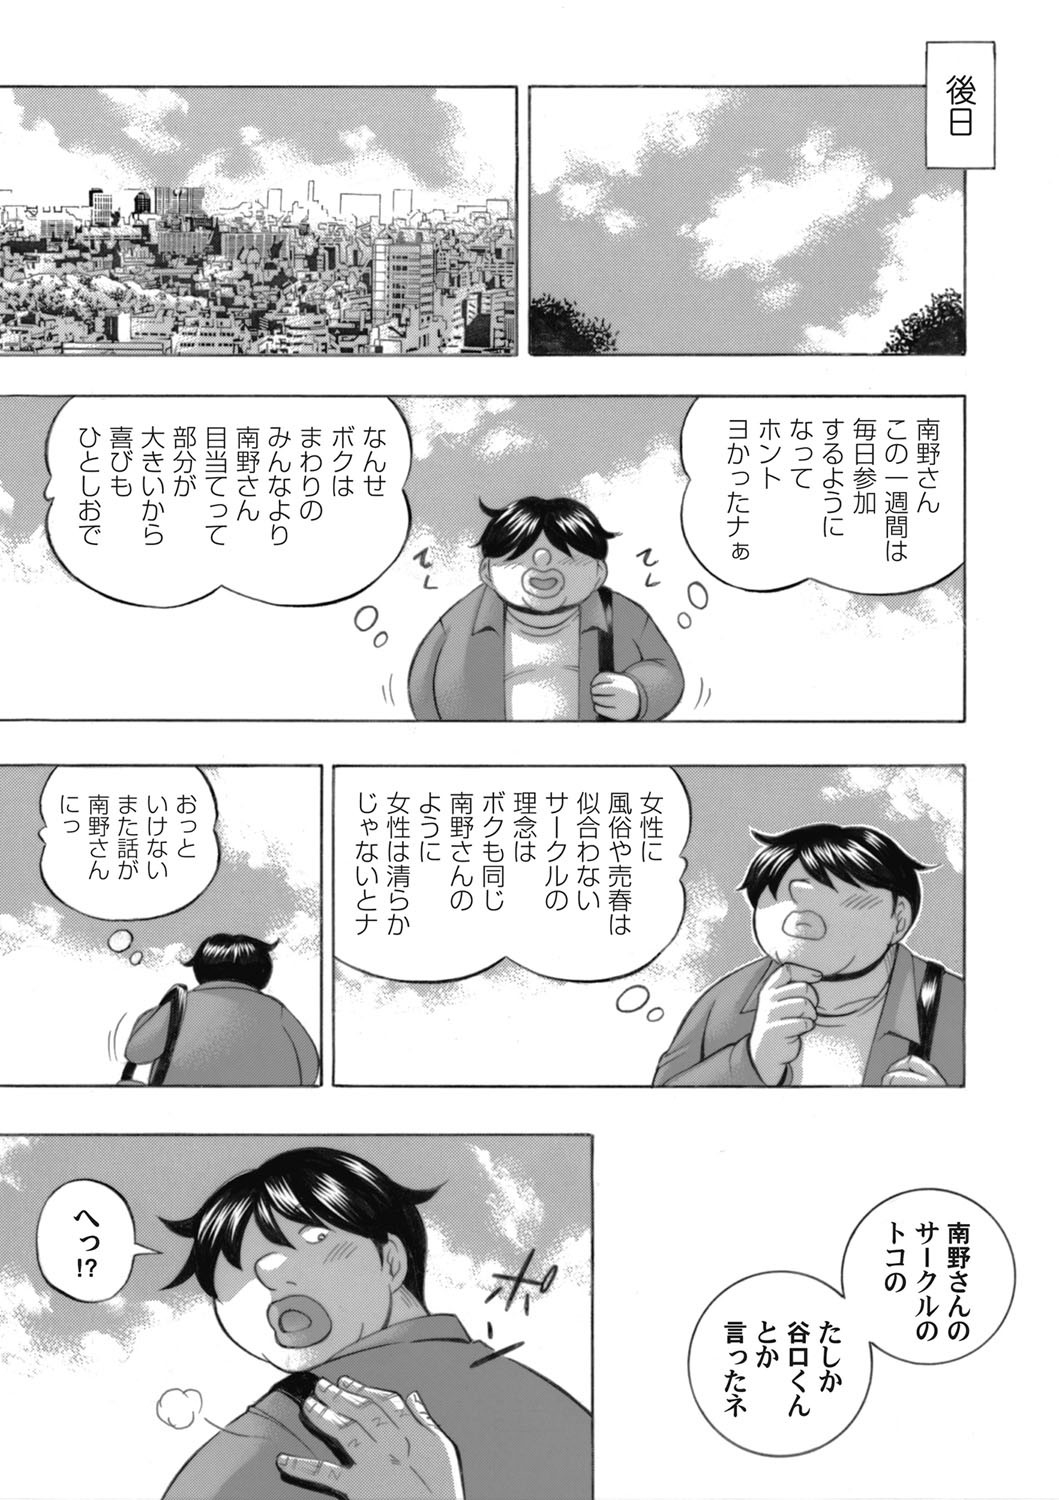 後日
南野さん
この一週間は
毎日参加
するように
なって
ホント
ヨかったナぁ
なんせ
ボクは
まわりの
みんなより
南野さん
目当てって
部分が
大きいから
喜びも
ひとしおで
てく
てく
女性に
風俗や売春は
似合わない
サークルの
理念は
ボクも同じ
南野さんの
ように
女性は清らか
じゃないとナ
おっと
いけない
また話が
南野さん
にっ
南野さんの
サークルの
トコの
たしか
谷口くん
とか
言ったネ
ポン
へっ!?